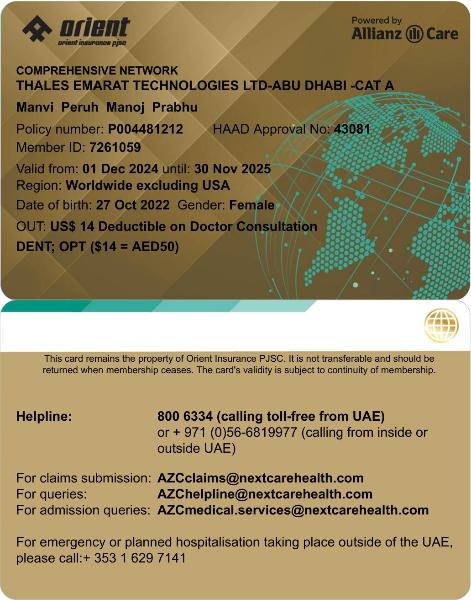 orient
orient insurance pjsc
Powered by
Allianz Care
COMPREHENSIVE NETWORK
THALES EMARAT TECHNOLOGIES LTD-ABU DHABI -CAT A
Manvi Peruh Manoj Prabhu
Policy number: P004481212 HAAD Approval No: 43081
Member ID: 7261059
Valid from: 01 Dec 2024 until: 30 Nov 2025
Region: Worldwide excluding USA
Date of birth: 27 Oct 2022 Gender: Female
OUT: US$ 14 Deductible on Doctor Consultation
DENT; OPT ($14 = AED50)
This card remains the property of Orient Insurance PJSC. It is not transferable and should be
returned when membership ceases. The card's validity is subject to continuity of membership.
Helpline: 800 6334 (calling toll-free from UAE)
or + 971 (0)56-6819977 (calling from inside or
outside UAE)
For claims submission: AZCclaims@nextcarehealth.com
For queries: AZChelpline@nextcarehealth.com
For admission queries: AZCmedical.services@nextcarehealth.com
For emergency or planned hospitalisation taking place outside of the UAE,
please call:+ 353 1 629 7141